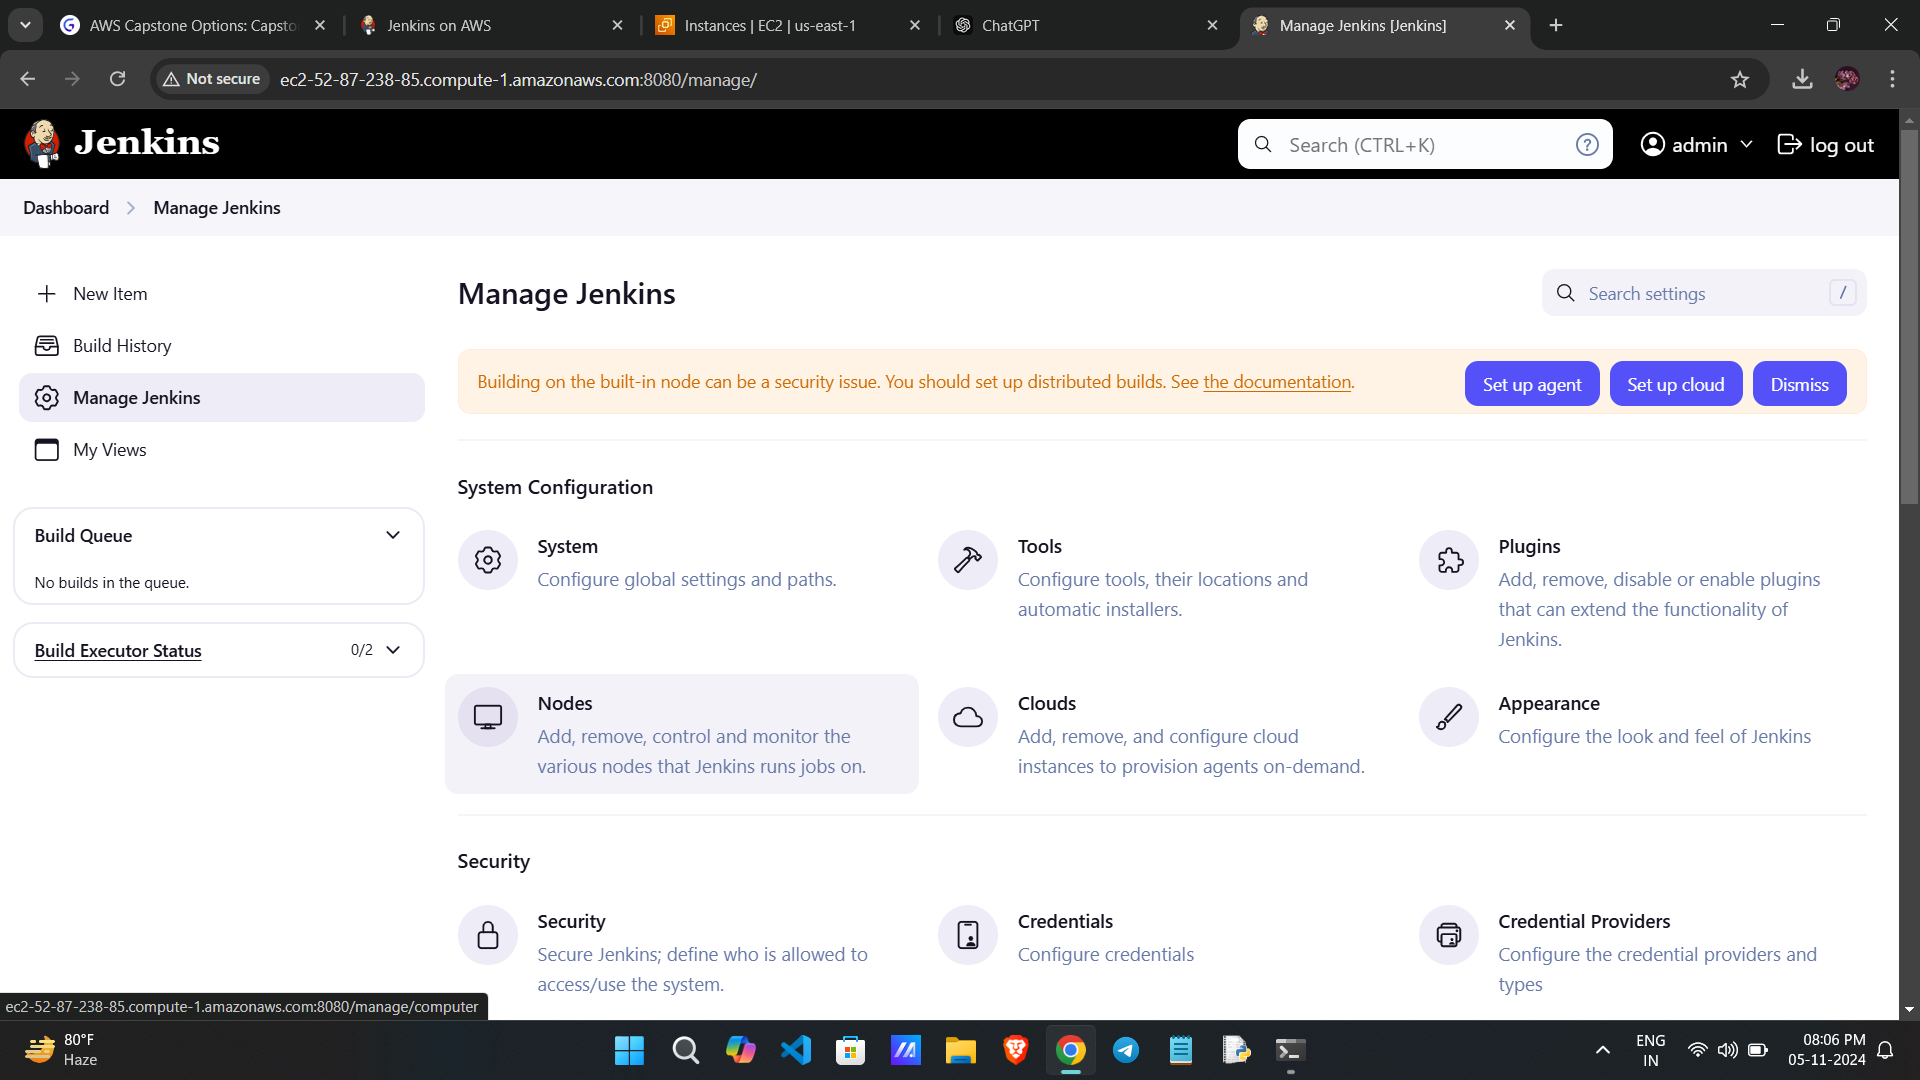 AWS Capstone Options: Capsto
Jenkins on AWS
Instances | EC2 | us-east-1
ChatGPT
Manage Jenkins [Jenkins]
Not secure
ec2-52-87-238-85.compute-1.amazonaws.com:8080/manage/
Jenkins
Search (CTRL+K)
?
admin
log out
Dashboard
Manage Jenkins
New Item
Build History
Manage Jenkins
My Views
Build Queue
No builds in the queue.
Build Executor Status
0/2
Manage Jenkins
Search settings
/
Building on the built-in node can be a security issue. You should set up distributed builds. See the documentation.
Set up agent
Set up cloud
Dismiss
System Configuration
System
Configure global settings and paths.
Tools
Configure tools, their locations and
automatic installers.
Plugins
Add, remove, disable or enable plugins
that can extend the functionality of
Jenkins.
Nodes
Add, remove, control and monitor the
various nodes that Jenkins runs jobs on.
Clouds
Add, remove, and configure cloud
instances to provision agents on-demand.
Appearance
Configure the look and feel of Jenkins
Security
Security
Secure Jenkins; define who is allowed to
access/use the system.
Credentials
Configure credentials
Credential Providers
Configure the credential providers and
types
ec2-52-87-238-85.compute-1.amazonaws.com:8080/manage/computer
80°F
Haze
ENG
IN
08:06 PM
05-11-2024